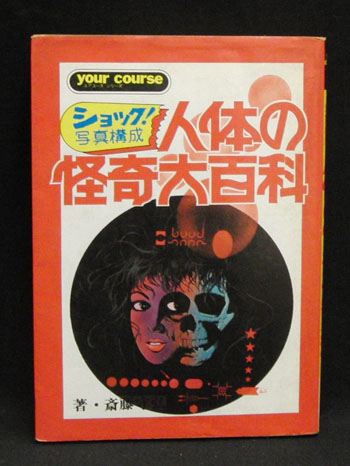 your course
ユアコースシリーズ
ショック!
写真構成
人体の
怪奇大百科
著・斎藤